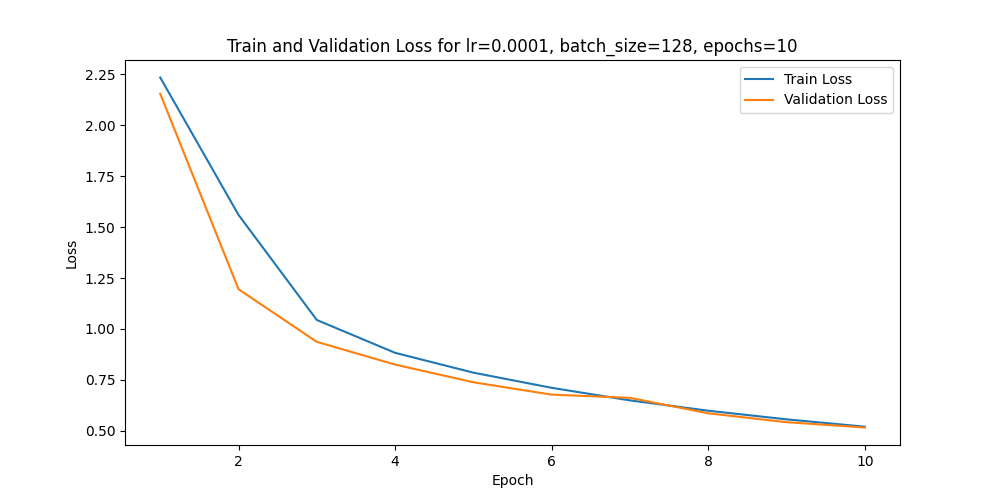 Train and Validation Loss for lr=0.0001, batch_size=128, epochs=10
Train Loss
Validation Loss
2.25
2.00
1.75
1.50
1.25
1.00
0.75
0.50
Loss
2 4 6 8 10
Epoch